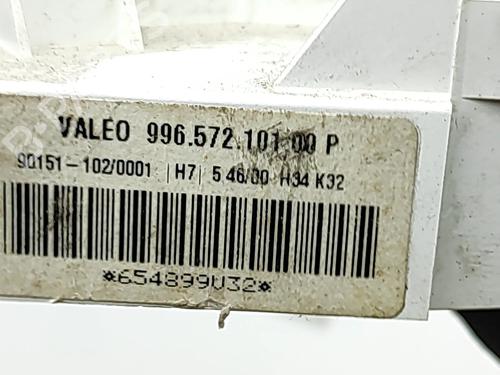 VALEO 996.572.101.00 P
90151-102/0001 |H7| 5 46/00 H34 K32
*654899U32*